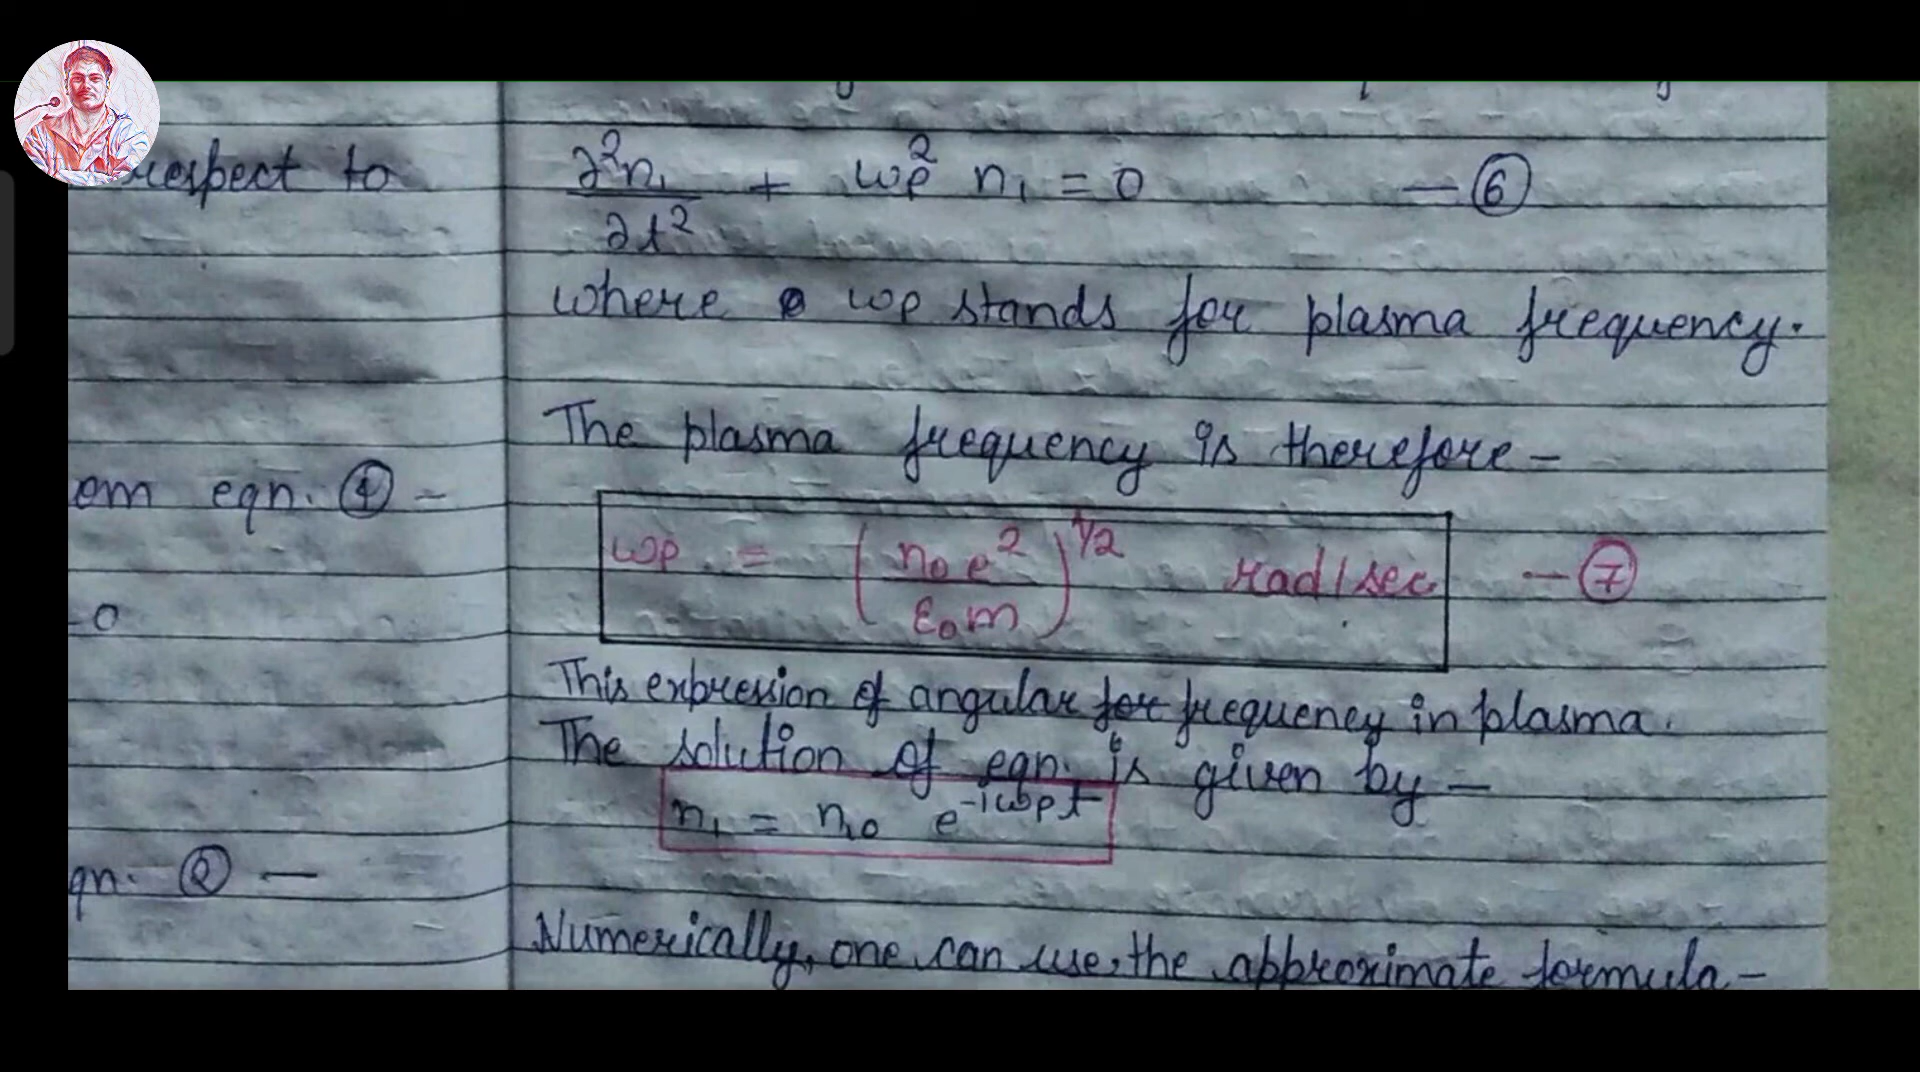 respect to
om eqn. ④ -
0
qn. ② —
∂²n₁ / ∂t² + ωp² n₁ = 0 — ⑥
where ωp stands for plasma frequency.
The plasma frequency is therefore -
ωp = (n₀e² / ε₀m)^1/2 rad/sec — ⑦
This expression of angular for frequency in plasma.
The solution of eqn. is given by —
n₁ = n₁₀ e^-iωpt
Numerically, one can use, the approximate formula -